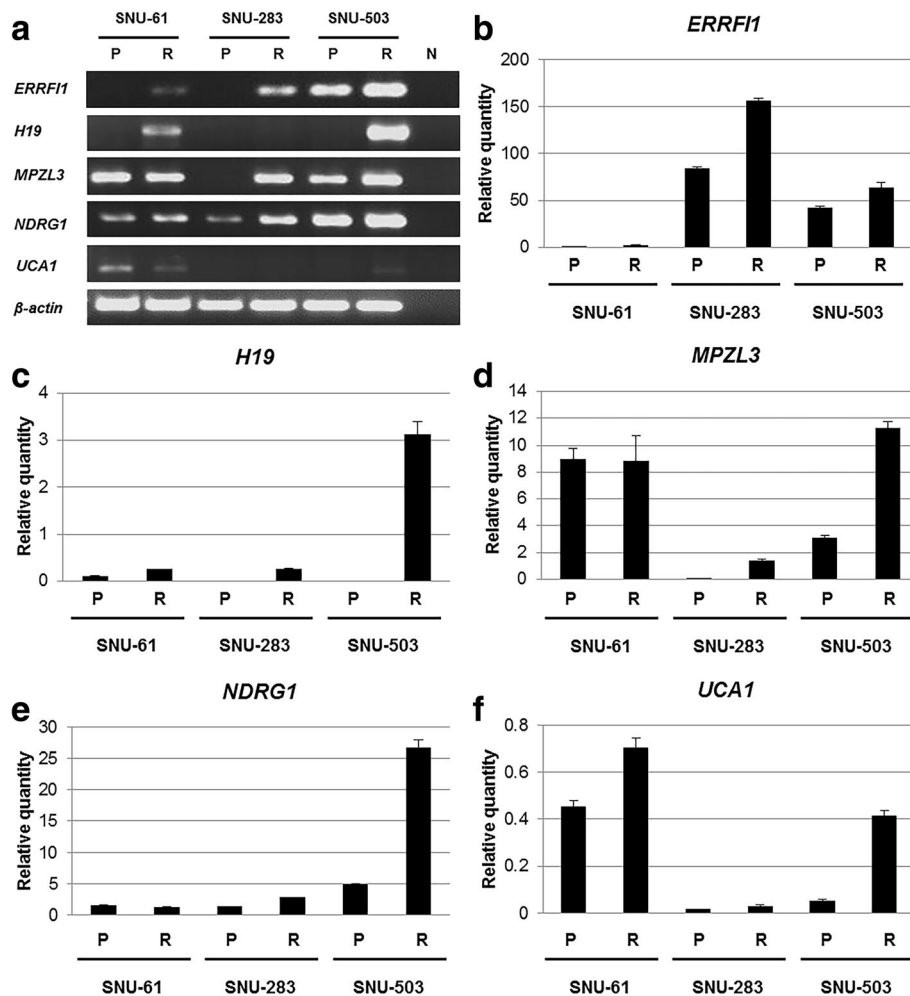 a
SNU-61 SNU-283 SNU-503
P R P R P R N
ERRFI1
H19
MPZL3
NDRG1
UCA1
β-actin
b
ERRFI1
Relative quantity
200
150
100
50
0
P R P R P R
SNU-61 SNU-283 SNU-503
c
H19
Relative quantity
4
3
2
1
0
P R P R P R
SNU-61 SNU-283 SNU-503
d
MPZL3
Relative quantity
14
12
10
8
6
4
2
0
P R P R P R
SNU-61 SNU-283 SNU-503
e
NDRG1
Relative quantity
30
25
20
15
10
5
0
P R P R P R
SNU-61 SNU-283 SNU-503
f
UCA1
Relative quantity
0.8
0.6
0.4
0.2
0
P R P R P R
SNU-61 SNU-283 SNU-503